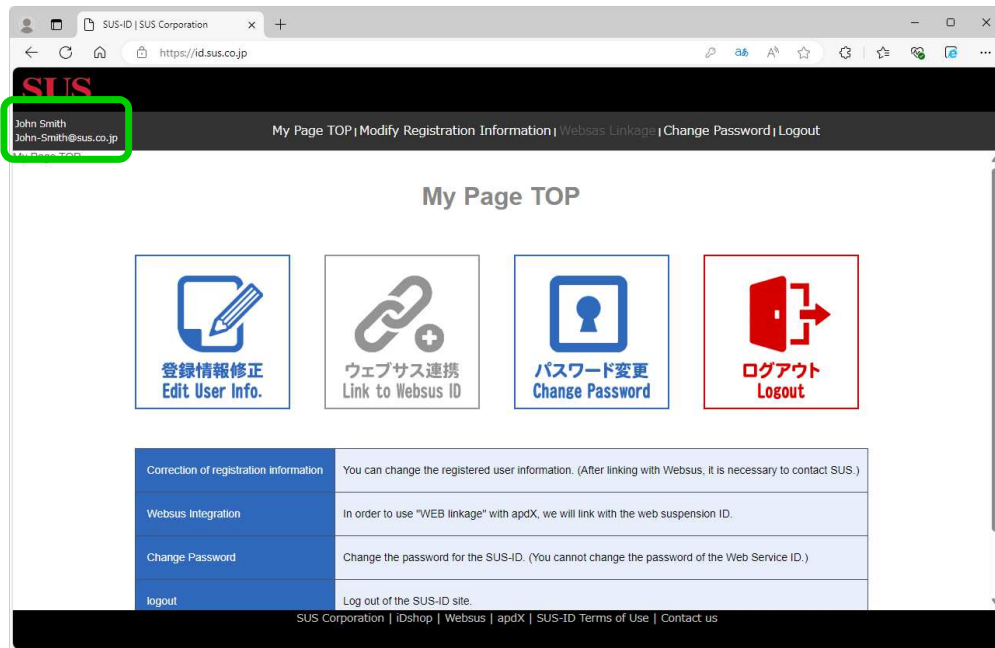 SUS-ID | SUS Corporation
https://id.sus.co.jp
SUS
John Smith
John-Smith@sus.co.jp
My Page TOP | Modify Registration Information | Websas Linkage | Change Password | Logout
My Page TOP
My Page TOP
登録情報修正
Edit User Info.
ウェブサス連携
Link to Websus ID
パスワード変更
Change Password
ログアウト
Logout
Correction of registration information
You can change the registered user information. (After linking with Websus, it is necessary to contact SUS.)
Websus Integration
In order to use "WEB linkage" with apdX, we will link with the web suspension ID.
Change Password
Change the password for the SUS-ID. (You cannot change the password of the Web Service ID.)
logout
Log out of the SUS-ID site.
SUS Corporation | iDshop | Websus | apdX | SUS-ID Terms of Use | Contact us